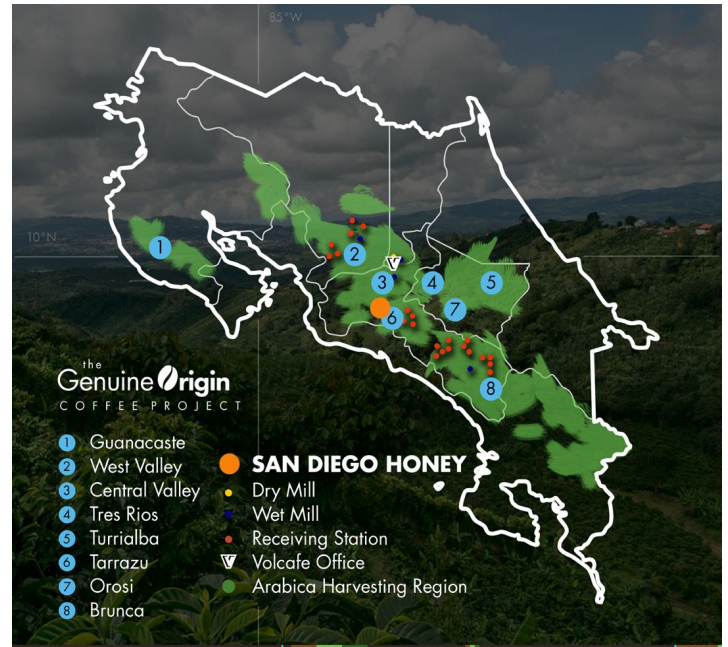 85°W
10°N
1
2
3
4
5
6
7
8
the
Genuine Origin
COFFEE PROJECT
1 Guanacaste
2 West Valley
3 Central Valley
4 Tres Rios
5 Turrialba
6 Tarrazu
7 Orosi
8 Brunca
SAN DIEGO HONEY
Dry Mill
Wet Mill
Receiving Station
Volcafe Office
Arabica Harvesting Region